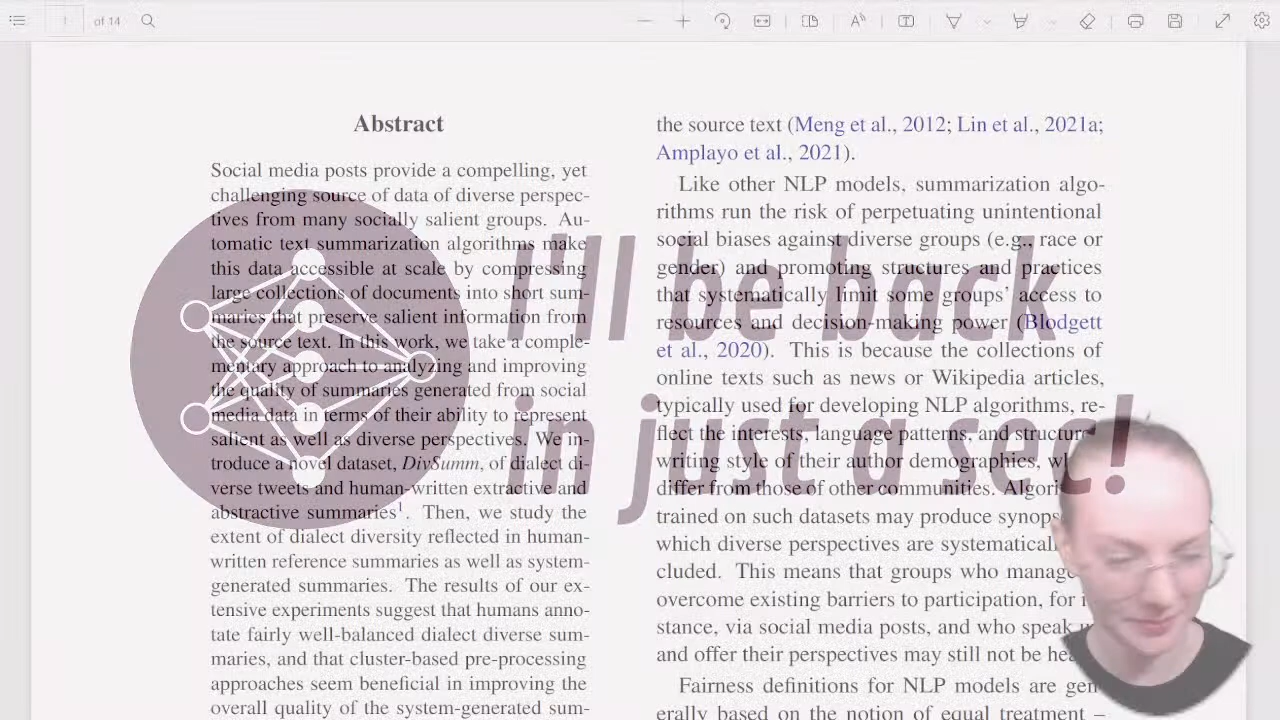 of 14
Abstract
Social media posts provide a compelling, yet
challenging source of data of diverse perspec-
tives from many socially salient groups. Au-
tomatic text summarization algorithms make
this data accessible at scale by compressing
large collections of documents into short sum-
maries that preserve salient information from
the source text. In this work, we take a comple-
mentary approach to analyzing and improving
the quality of summaries generated from social
media data in terms of their ability to represent
salient as well as diverse perspectives. We in-
troduce a novel dataset, DivSumm, of dialect di-
verse tweets and human-written extractive and
abstractive summaries¹. Then, we study the
extent of dialect diversity reflected in human-
written reference summaries as well as system-
generated summaries. The results of our ex-
tensive experiments suggest that humans anno-
tate fairly well-balanced dialect diverse sum-
maries, and that cluster-based pre-processing
approaches seem beneficial in improving the
overall quality of the system-generated sum-
the source text (Meng et al., 2012; Lin et al., 2021a;
Amplayo et al., 2021).
Like other NLP models, summarization algo-
rithms run the risk of perpetuating unintentional
social biases against diverse groups (e.g., race or
gender) and promoting structures and practices
that systematically limit some groups' access to
resources and decision-making power (Blodgett
et al., 2020). This is because the collections of
online texts such as news or Wikipedia articles,
typically used for developing NLP algorithms, re-
flect the interests, language patterns, and structure
writing style of their author demographics, wh
differ from those of other communities. Algori
trained on such datasets may produce synops
which diverse perspectives are systematical
cluded. This means that groups who manage
overcome existing barriers to participation, for i
stance, via social media posts, and who speak u
and offer their perspectives may still not be hea
Fairness definitions for NLP models are gen
erally based on the notion of equal treatment –
I'll be back
in just a sec!